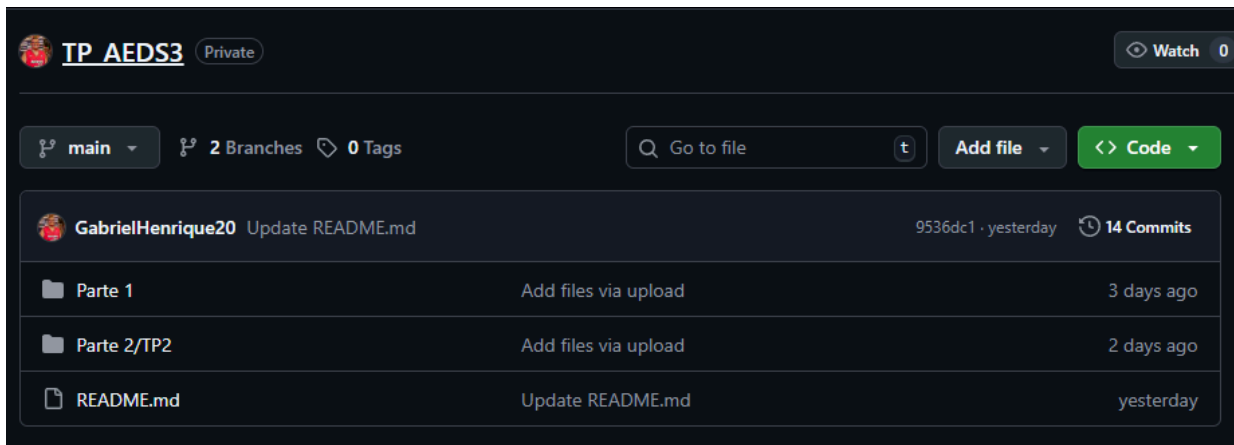 TP_AEDS3 Private Watch 0
main 2 Branches 0 Tags Go to file t Add file <> Code
GabrielHenrique20 Update README.md 9536dc1 · yesterday 14 Commits
Parte 1 Add files via upload 3 days ago
Parte 2/TP2 Add files via upload 2 days ago
README.md Update README.md yesterday